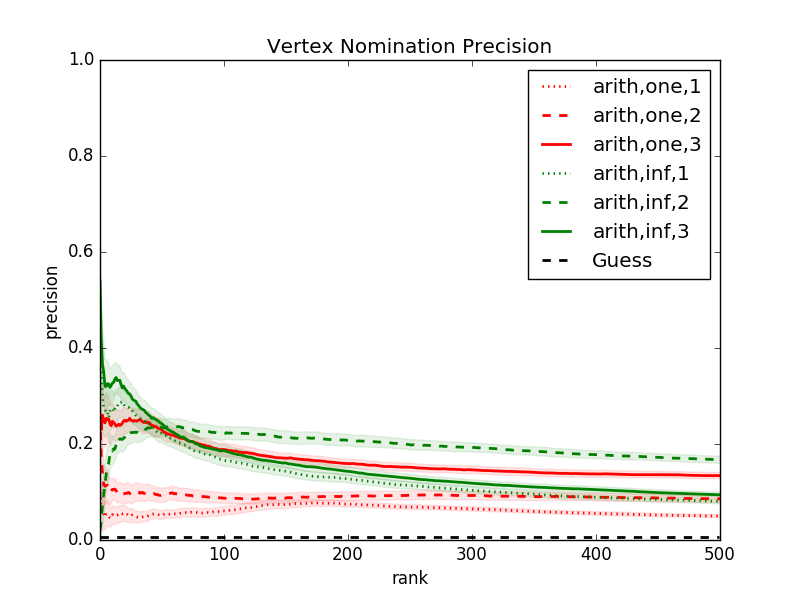 Vertex Nomination Precision
1.0
0.8
0.6
0.4
0.2
0.0
precision
arith,one,1
arith,one,2
arith,one,3
arith,inf,1
arith,inf,2
arith,inf,3
Guess
0 100 200 300 400 500
rank